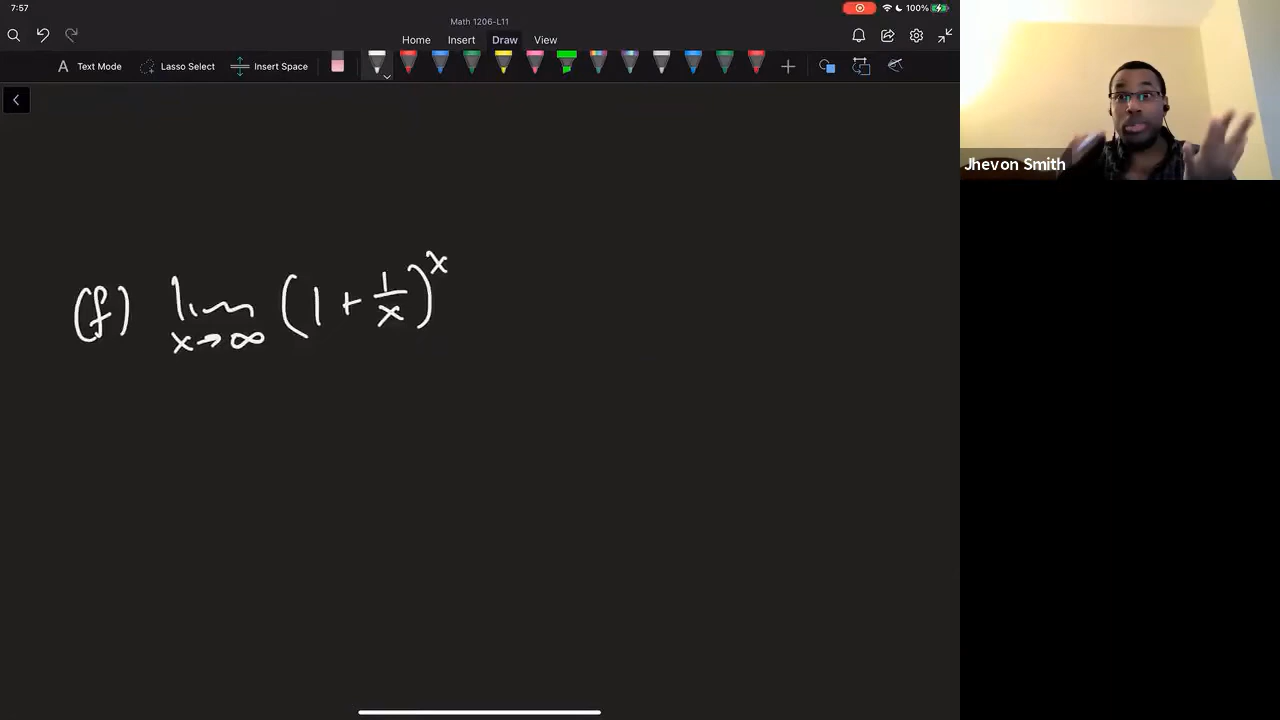 7:57
100%
Math 1206-L11
Home Insert Draw View
Text Mode Lasso Select Insert Space
Jhevon Smith
(f) lim (1 + 1/x)^x
x→∞